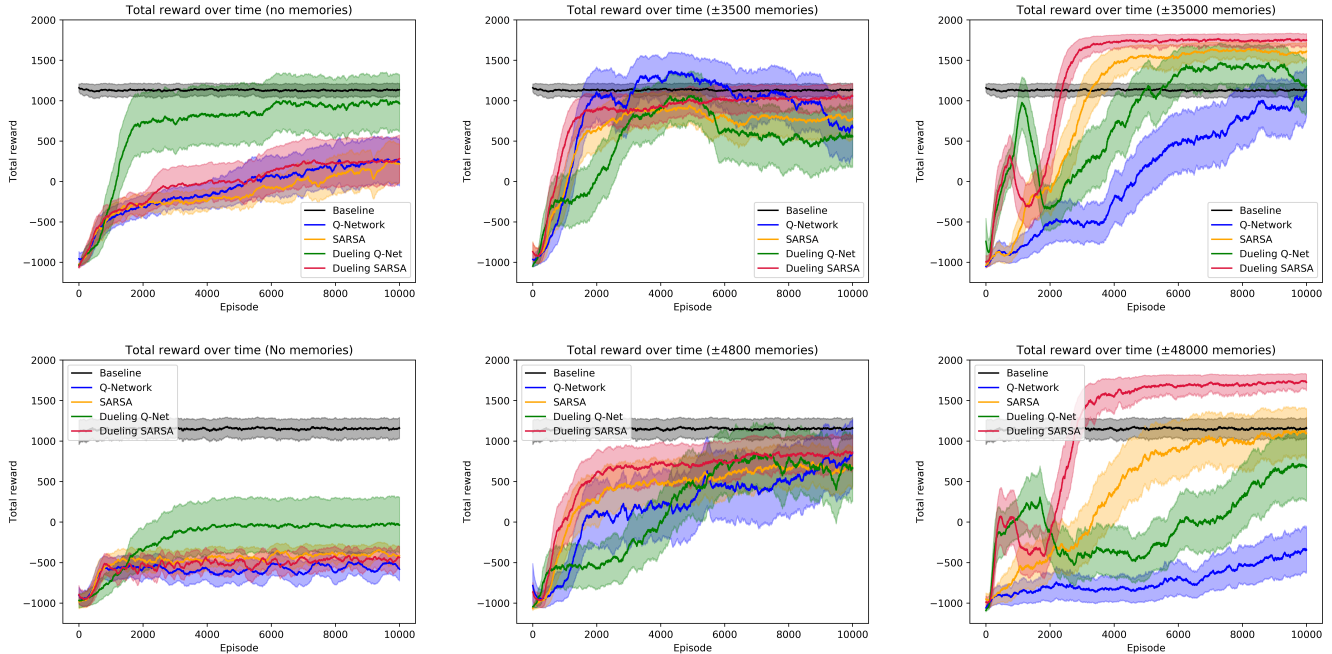 Total reward over time (no memories)
2000
1500
1000
500
0
−500
−1000
Total reward
Baseline
Q-Network
SARSA
Dueling Q-Net
Dueling SARSA
0 2000 4000 6000 8000 10000
Episode
Total reward over time (±3500 memories)
2000
1500
1000
500
0
−500
−1000
Total reward
Baseline
Q-Network
SARSA
Dueling Q-Net
Dueling SARSA
0 2000 4000 6000 8000 10000
Episode
Total reward over time (±35000 memories)
2000
1500
1000
500
0
−500
−1000
Total reward
Baseline
Q-Network
SARSA
Dueling Q-Net
Dueling SARSA
0 2000 4000 6000 8000 10000
Episode
Total reward over time (No memories)
2000
1500
1000
500
0
−500
−1000
Total reward
Baseline
Q-Network
SARSA
Dueling Q-Net
Dueling SARSA
0 2000 4000 6000 8000 10000
Episode
Total reward over time (±4800 memories)
2000
1500
1000
500
0
−500
−1000
Total reward
Baseline
Q-Network
SARSA
Dueling Q-Net
Dueling SARSA
0 2000 4000 6000 8000 10000
Episode
Total reward over time (±48000 memories)
2000
1500
1000
500
0
−500
−1000
Total reward
Baseline
Q-Network
SARSA
Dueling Q-Net
Dueling SARSA
0 2000 4000 6000 8000 10000
Episode